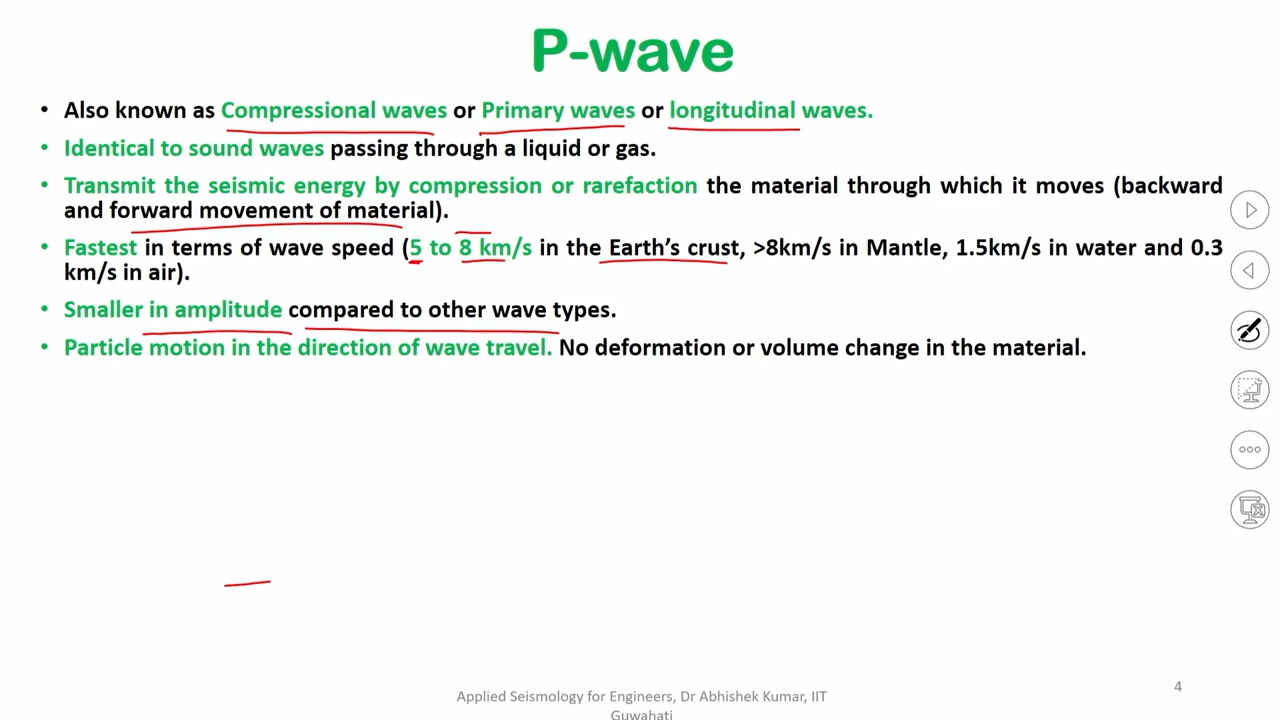 P-wave
• Also known as Compressional waves or Primary waves or longitudinal waves.
• Identical to sound waves passing through a liquid or gas.
• Transmit the seismic energy by compression or rarefaction the material through which it moves (backward
and forward movement of material).
• Fastest in terms of wave speed (5 to 8 km/s in the Earth's crust, >8km/s in Mantle, 1.5km/s in water and 0.3
km/s in air).
• Smaller in amplitude compared to other wave types.
• Particle motion in the direction of wave travel. No deformation or volume change in the material.
Applied Seismology for Engineers, Dr Abhishek Kumar, IIT
Guwahati
4